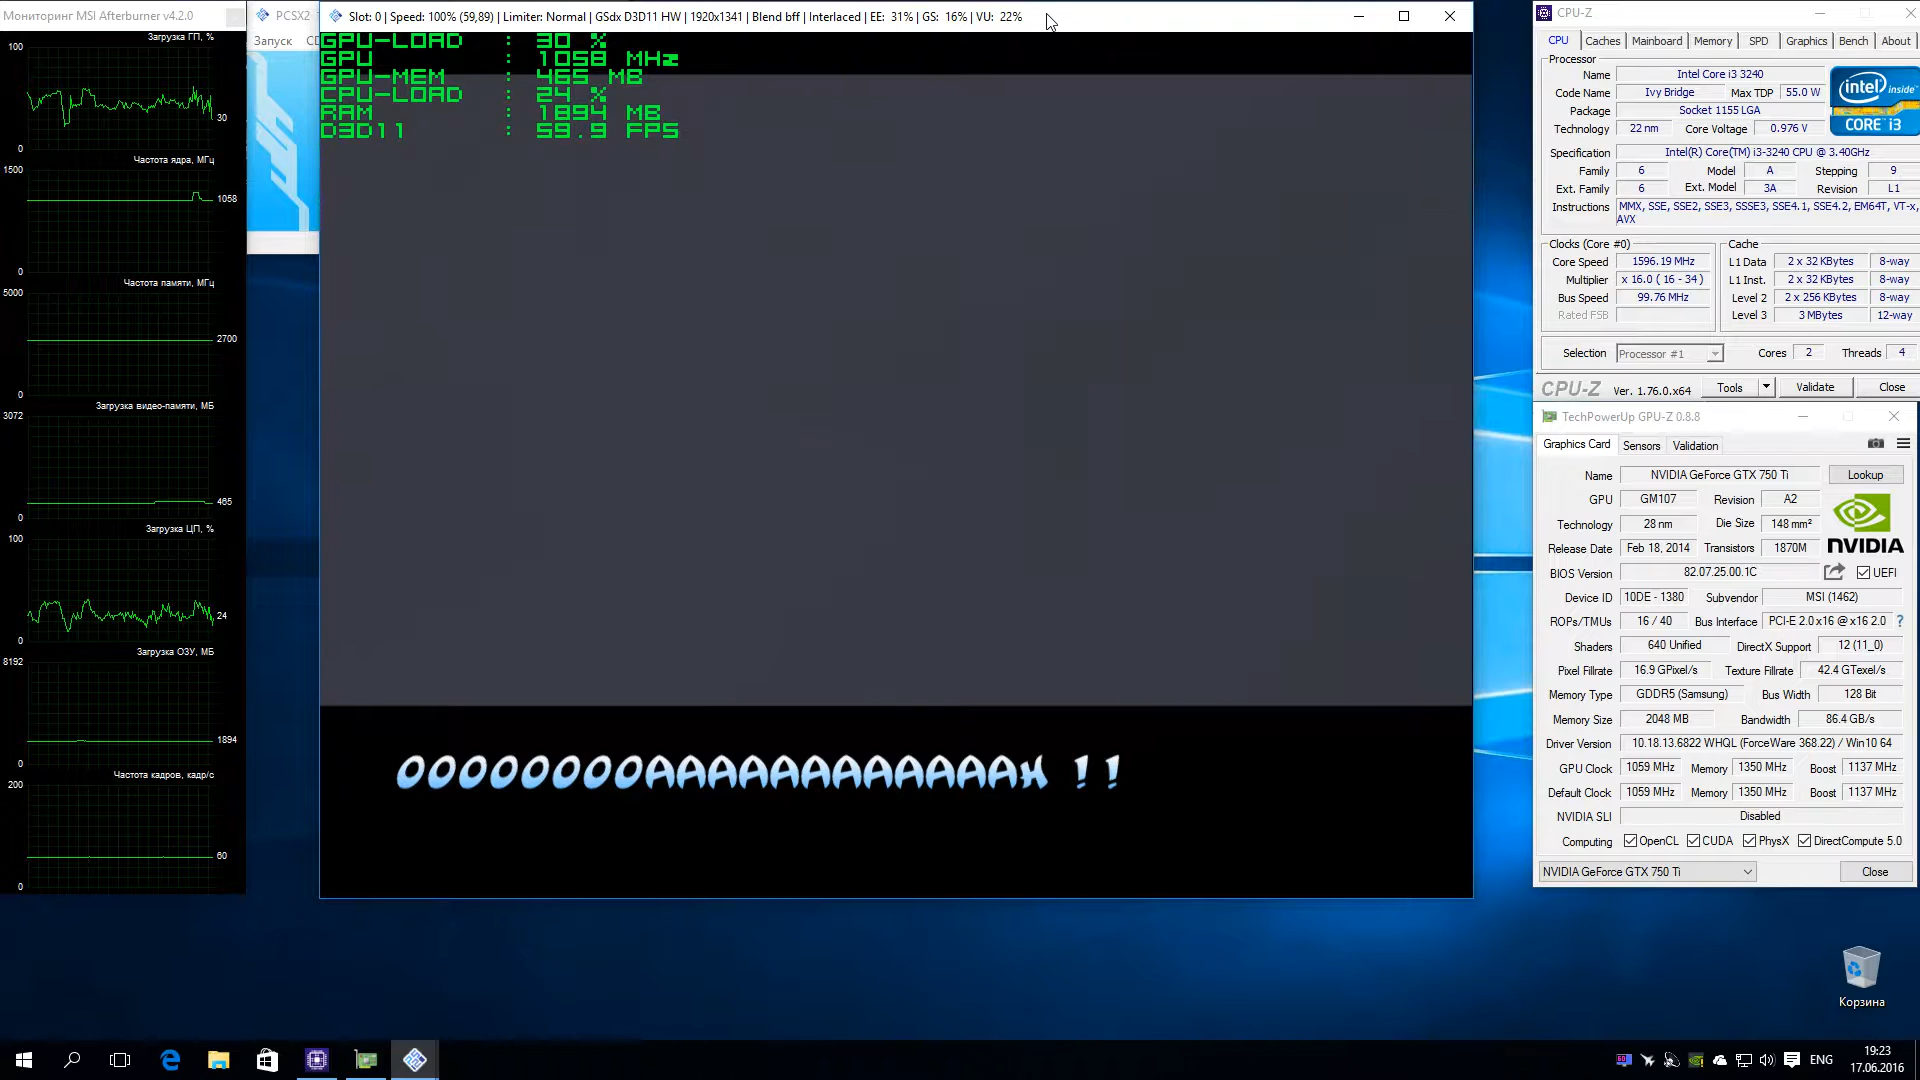 Мониторинг MSI Afterburner v4.2.0
Загрузка ГП, %
100
30
0
Частота ядра, МГц
1500
1058
0
Частота памяти, МГц
5000
2700
0
Загрузка видео-памяти, МБ
3072
465
0
Загрузка ЦП, %
100
24
0
Загрузка ОЗУ, МБ
8192
1894
0
Частота кадров, кадр/с
200
60
0
PCSX2
Запуск
Slot: 0 | Speed: 100% (59,89) | Limiter: Normal | GSdx D3D11 HW | 1920x1341 | Blend bff | Interlaced | EE: 31% | GS: 16% | VU: 22%
GPU-LOAD : 30 %
GPU : 1058 MHz
GPU-MEM : 465 MB
CPU-LOAD : 24 %
RAM : 1894 MB
D3D11 : 59.9 FPS
OOOOOOOOAAAAAAAAAAAAX !!
CPU-Z
CPU Caches Mainboard Memory SPD Graphics Bench About
Processor
Name Intel Core i3 3240
Code Name Ivy Bridge Max TDP 55.0 W
Package Socket 1155 LGA
Technology 22 nm Core Voltage 0.976 V
intel inside
CORE i3
Specification Intel(R) Core(TM) i3-3240 CPU @ 3.40GHz
Family 6 Model A Stepping 9
Ext. Family 6 Ext. Model 3A Revision L1
Instructions MMX, SSE, SSE2, SSE3, SSSE3, SSE4.1, SSE4.2, EM64T, VT-x,
AVX
Clocks (Core #0) Cache
Core Speed 1596.19 MHz L1 Data 2 x 32 KBytes 8-way
Multiplier x 16.0 ( 16 - 34 ) L1 Inst. 2 x 32 KBytes 8-way
Bus Speed 99.76 MHz Level 2 2 x 256 KBytes 8-way
Rated FSB Level 3 3 MBytes 12-way
Selection Processor #1 Cores 2 Threads 4
CPU-Z Ver. 1.76.0.x64 Tools Validate Close
TechPowerUp GPU-Z 0.8.8
Graphics Card Sensors Validation
Name NVIDIA GeForce GTX 750 Ti Lookup
GPU GM107 Revision A2
Technology 28 nm Die Size 148 mm²
Release Date Feb 18, 2014 Transistors 1870M
NVIDIA
BIOS Version 82.07.25.00.1C UEFI
Device ID 10DE - 1380 Subvendor MSI (1462)
ROPs/TMUs 16 / 40 Bus Interface PCI-E 2.0 x16 @ x16 2.0 ?
Shaders 640 Unified DirectX Support 12 (11_0)
Pixel Fillrate 16.9 GPixel/s Texture Fillrate 42.4 GTexel/s
Memory Type GDDR5 (Samsung) Bus Width 128 Bit
Memory Size 2048 MB Bandwidth 86.4 GB/s
Driver Version 10.18.13.6822 WHQL (ForceWare 368.22) / Win10 64
GPU Clock 1059 MHz Memory 1350 MHz Boost 1137 MHz
Default Clock 1059 MHz Memory 1350 MHz Boost 1137 MHz
NVIDIA SLI Disabled
Computing OpenCL CUDA PhysX DirectCompute 5.0
NVIDIA GeForce GTX 750 Ti Close
Корзина
60 ENG 19:23
17.06.2016